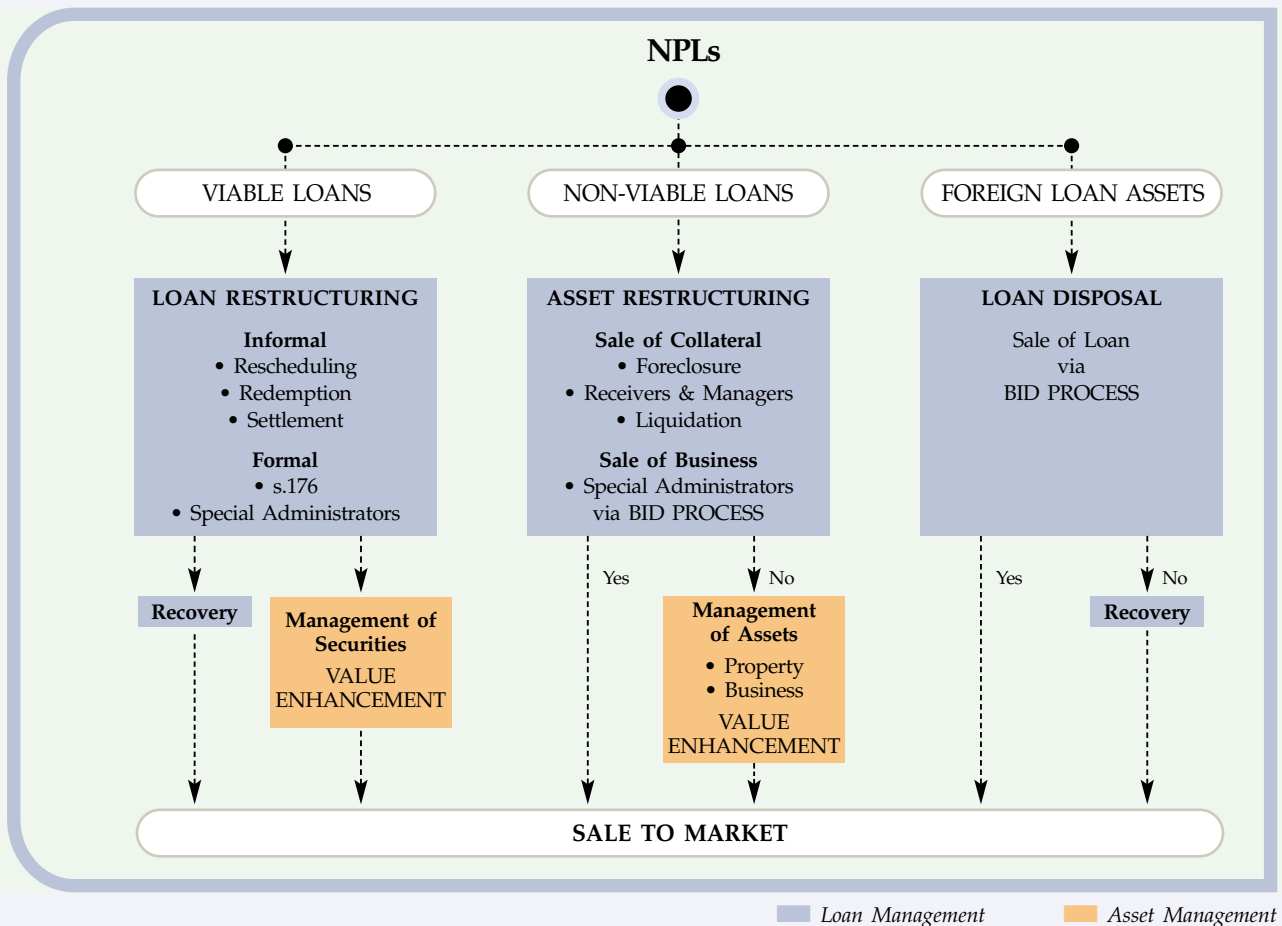 NPLs
VIABLE LOANS
NON-VIABLE LOANS
FOREIGN LOAN ASSETS
LOAN RESTRUCTURING
Informal
• Rescheduling
• Redemption
• Settlement
Formal
• s.176
• Special Administrators
ASSET RESTRUCTURING
Sale of Collateral
• Foreclosure
• Receivers & Managers
• Liquidation
Sale of Business
• Special Administrators
via BID PROCESS
LOAN DISPOSAL
Sale of Loan
via
BID PROCESS
Recovery
Management of
Securities
VALUE
ENHANCEMENT
Yes
No
Management
of Assets
• Property
• Business
VALUE
ENHANCEMENT
Yes
No
Recovery
SALE TO MARKET
Loan Management
Asset Management